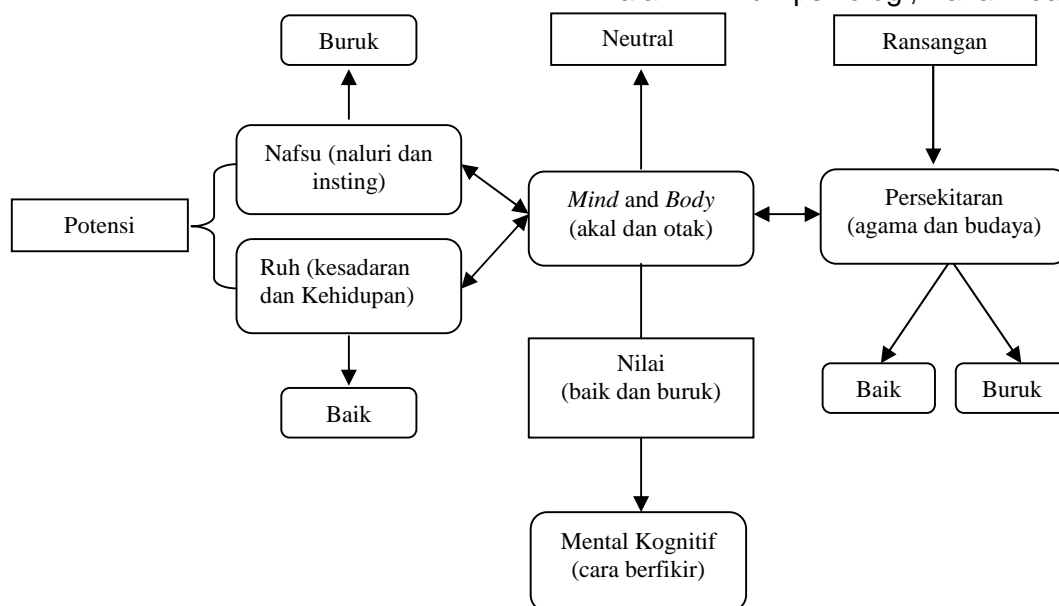 Buruk
Neutral
Ransangan
Nafsu (naluri dan
insting)
Mind and Body
(akal dan otak)
Persekitaran
(agama dan budaya)
Potensi
Ruh (kesadaran
dan Kehidupan)
Nilai
(baik dan buruk)
Baik
Baik
Buruk
Mental Kognitif
(cara berfikir)